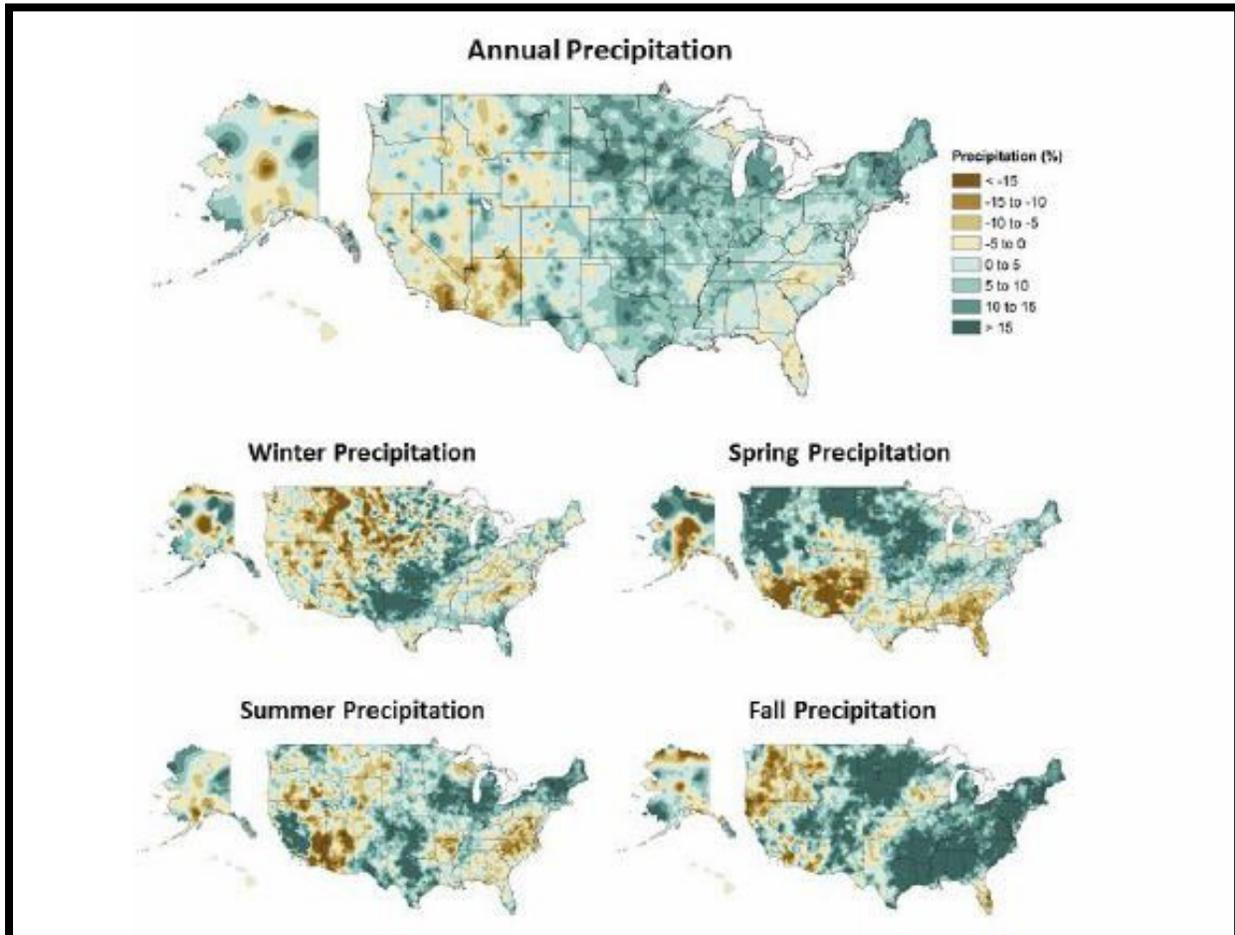 Annual Precipitation
Precipitation (%)
< -15
-15 to -10
-10 to -5
-5 to 0
0 to 5
5 to 10
10 to 15
> 15
Winter Precipitation
Spring Precipitation
Summer Precipitation
Fall Precipitation